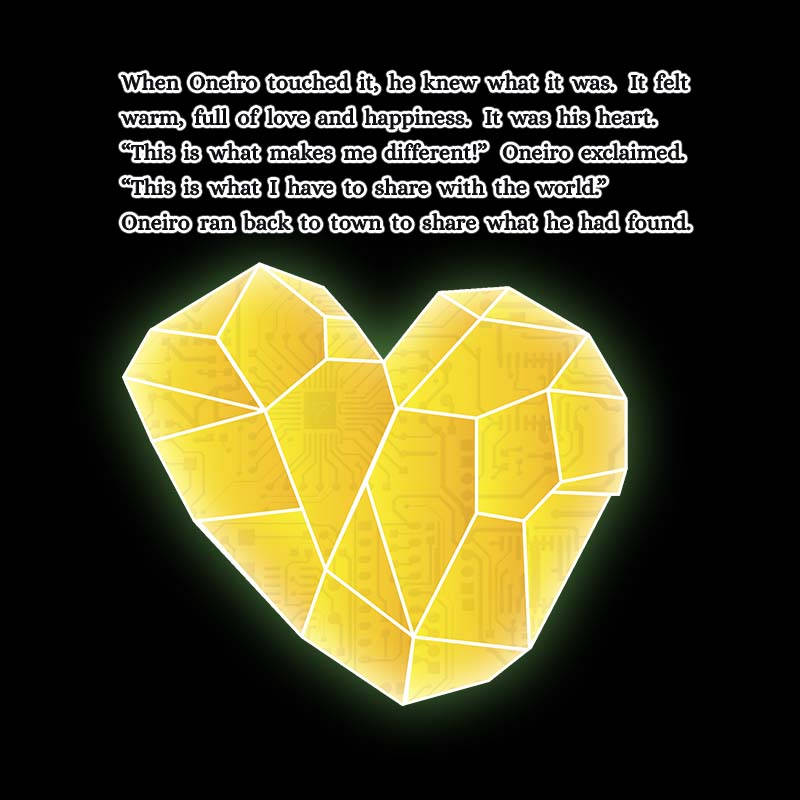 When Oneiro touched it, he knew what it was. It felt
warm, full of love and happiness. It was his heart.
“This is what makes me different!” Oneiro exclaimed.
“This is what I have to share with the world.”
Oneiro ran back to town to share what he had found.